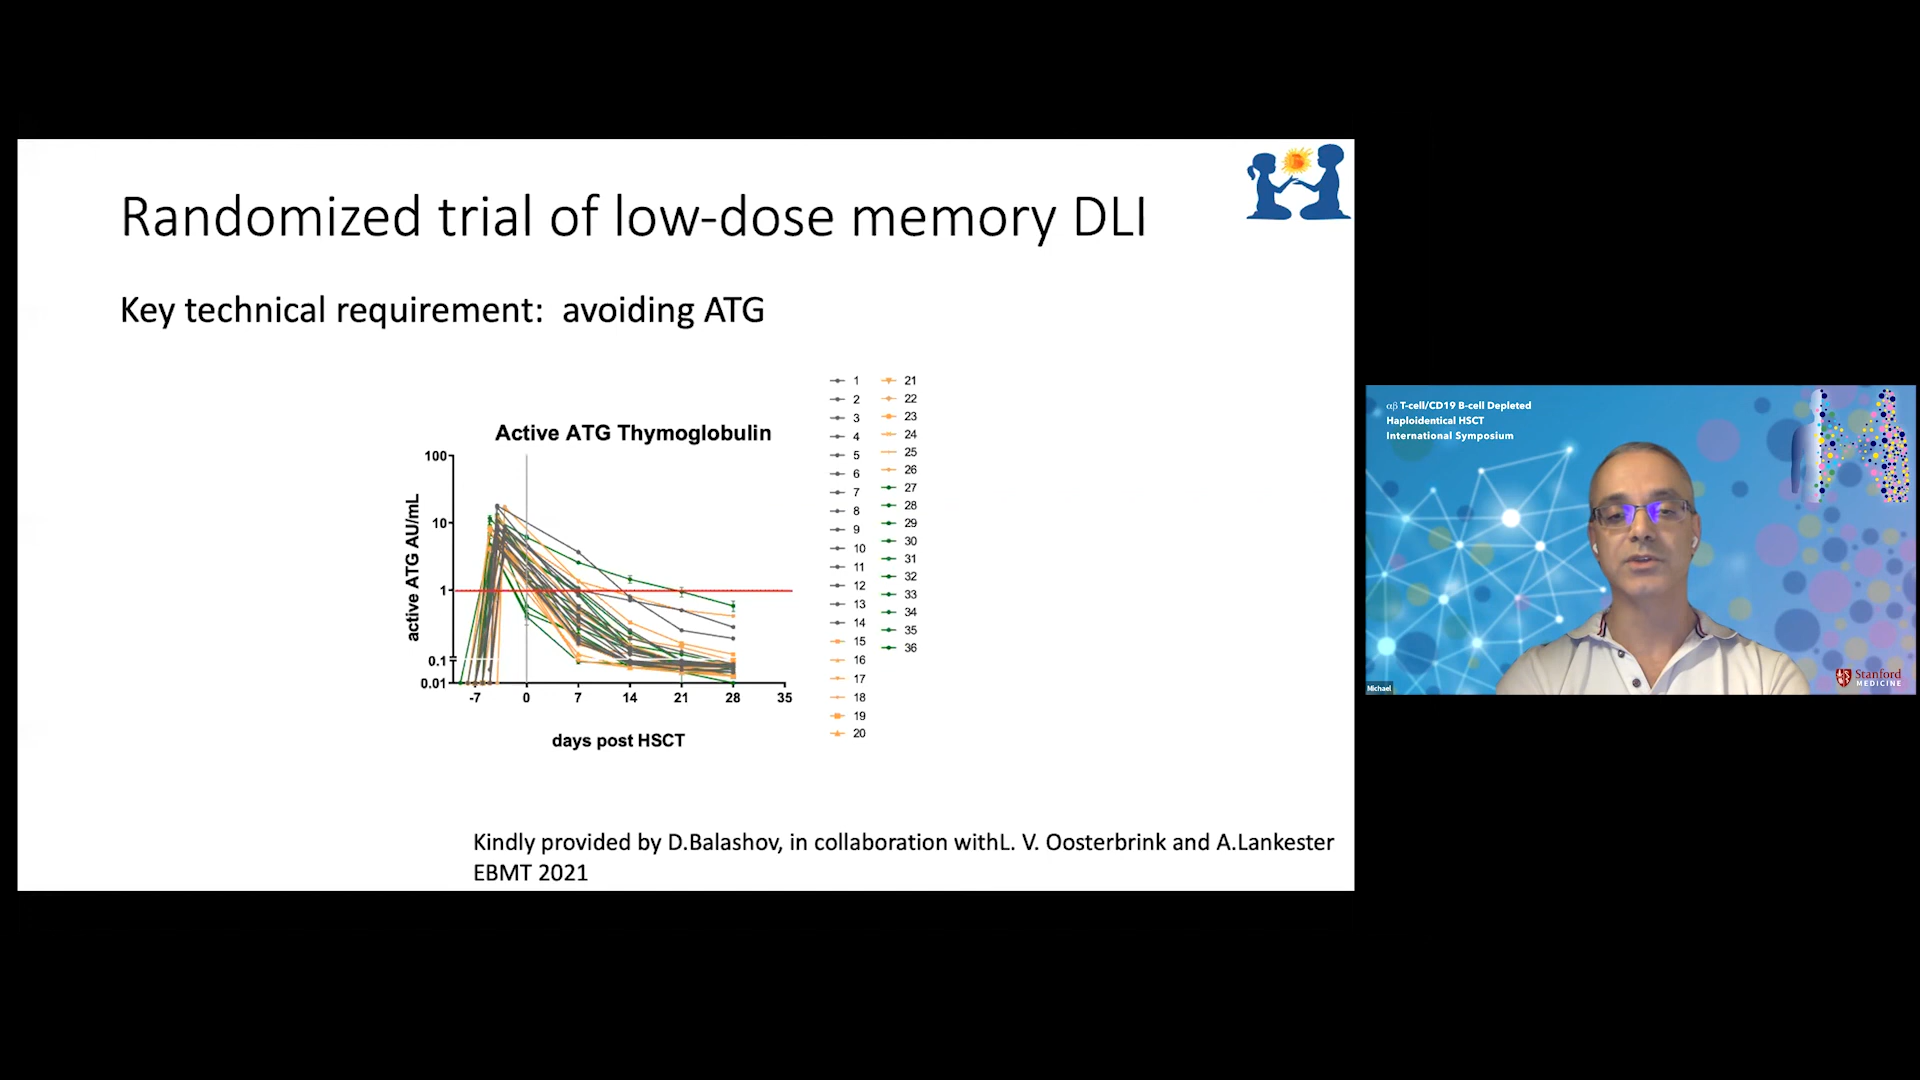 Randomized trial of low-dose memory DLI
Key technical requirement: avoiding ATG
Active ATG Thymoglobulin
active ATG AU/mL
100
10
1
0.1
0.01
-7 0 7 14 21 28 35
days post HSCT
1
2
3
4
5
6
7
8
9
10
11
12
13
14
15
16
17
18
19
20
21
22
23
24
25
26
27
28
29
30
31
32
33
34
35
36
Kindly provided by D.Balashov, in collaboration withL. V. Oosterbrink and A.Lankester
EBMT 2021
αβ T-cell/CD19 B-cell Depleted
Haploidentical HSCT
International Symposium
Stanford
MEDICINE
Michael